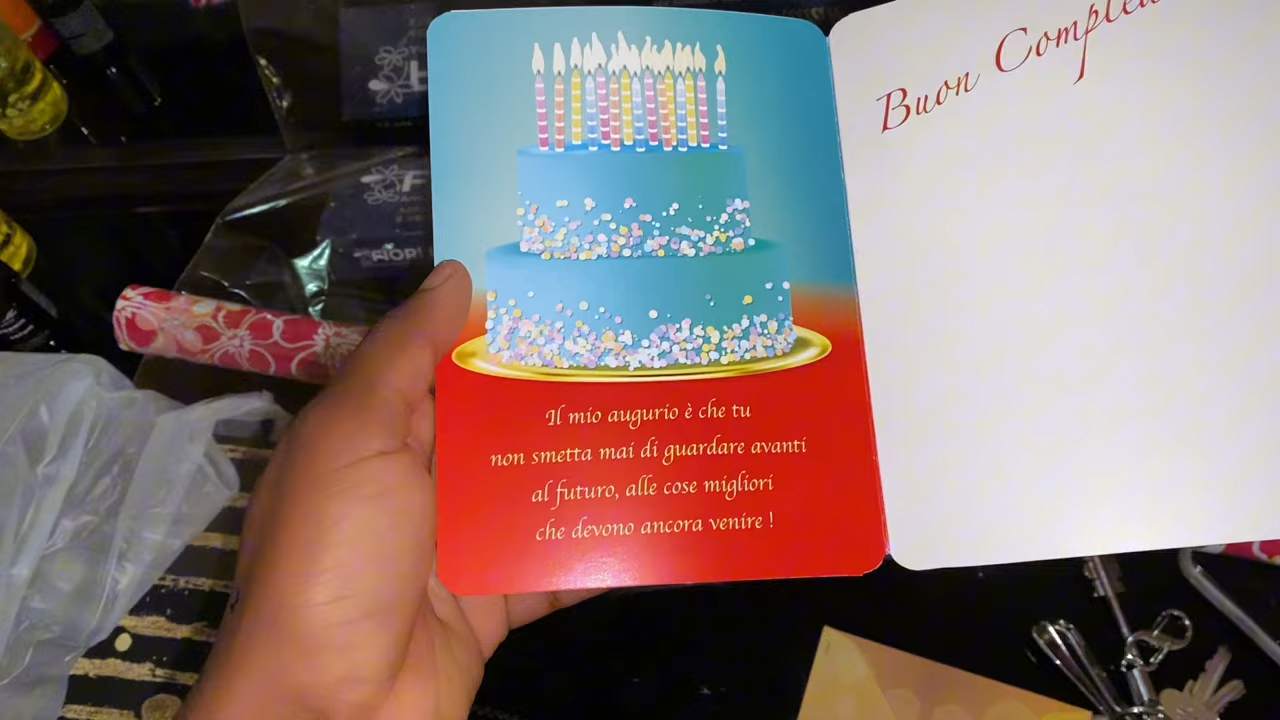 Il mio augurio è che tu
non smetta mai di guardare avanti
al futuro, alle cose migliori
che devono ancora venire !
Buon